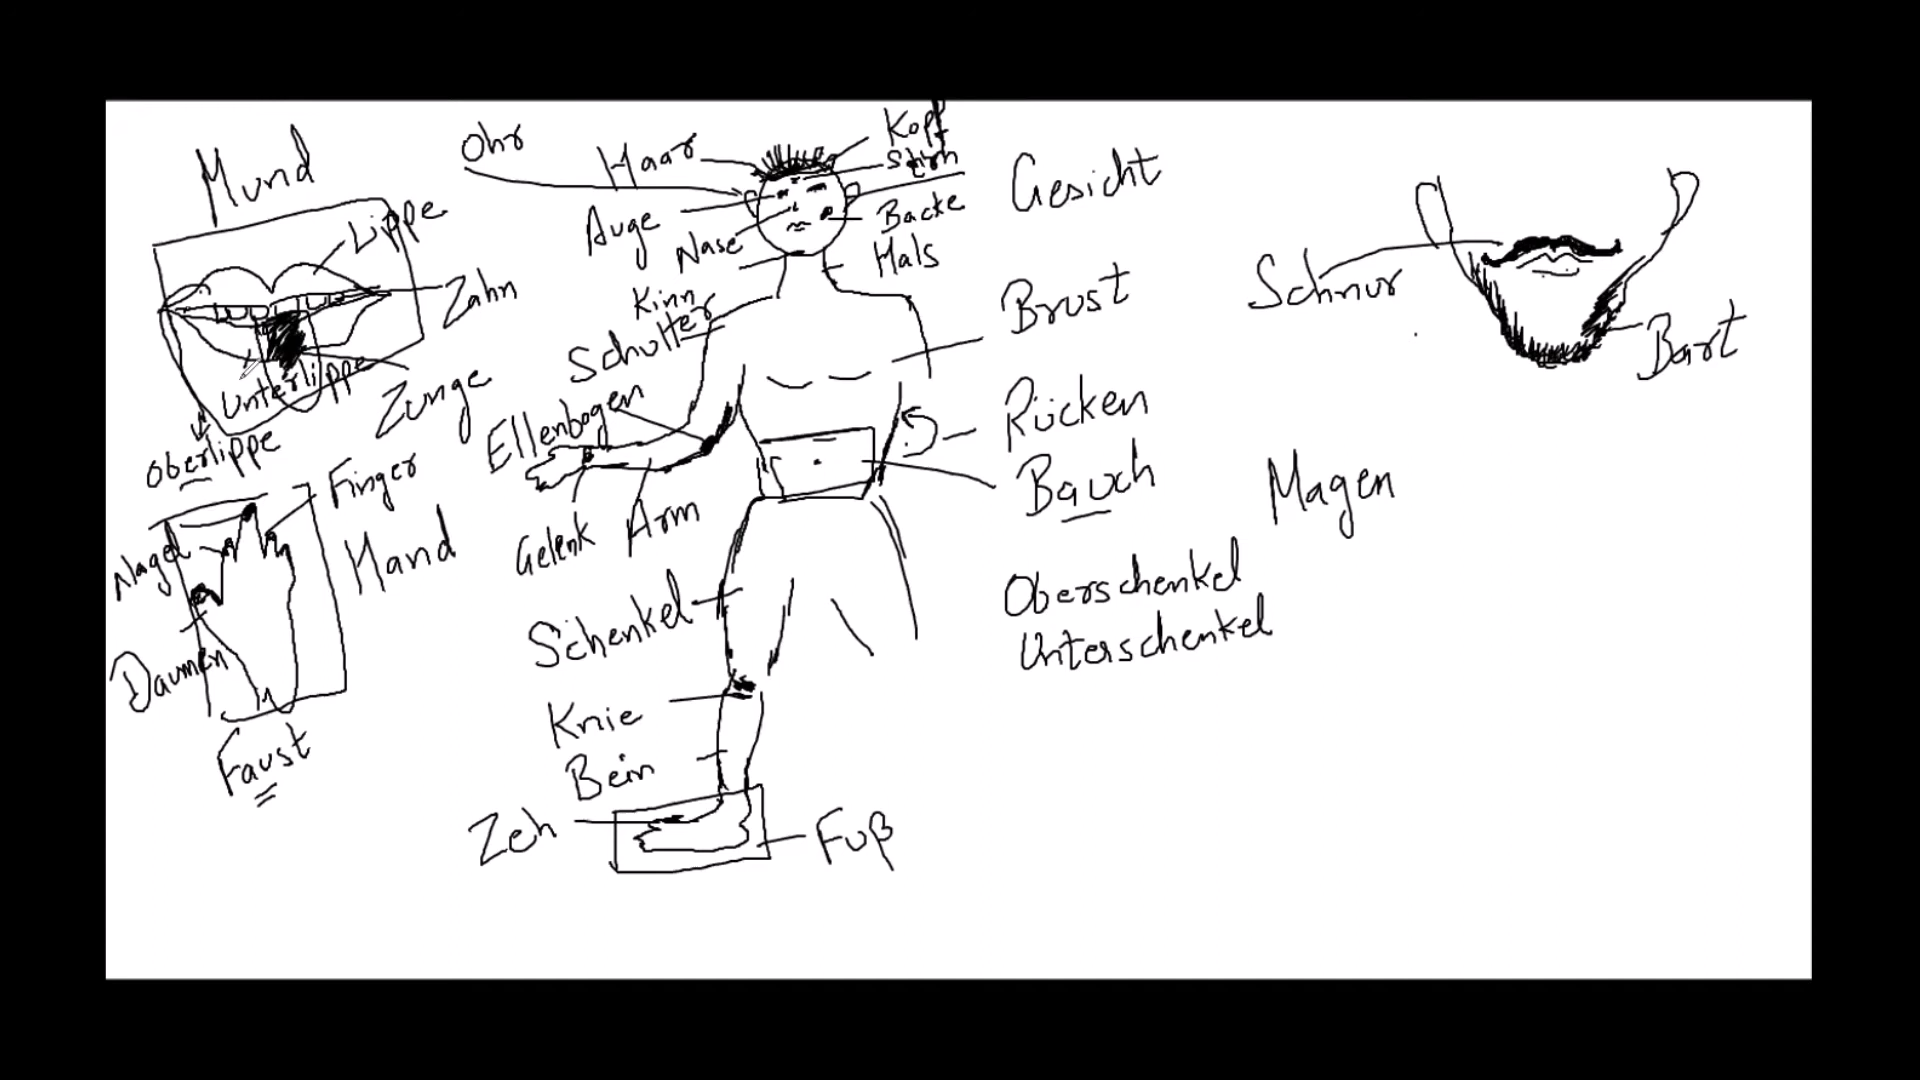 Mund
Lippe
Zahn
Zunge
Unterlippe
Oberlippe
Finger
Hand
Nagel
Daumen
Faust
Ohr
Haar
Auge
Nase
Kinn
Schulter
Ellenbogen
Gelenk
Arm
Schenkel
Knie
Bein
Zeh
Fuß
Kopf
Stirn
Backe
Hals
Gesicht
Brust
Rücken
Bauch
Magen
Oberschenkel
Unterschenkel
Schnur
Bart